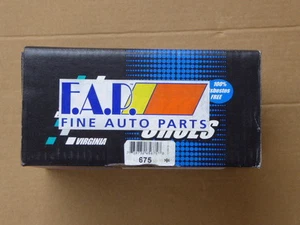 100%
asbestos
FREE
F.A.P.
FINE AUTO PARTS
SHOES
VIRGINIA
675